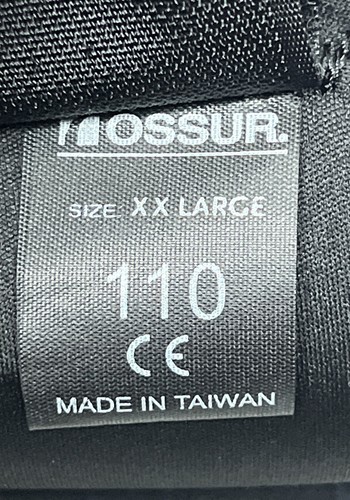 OSSUR.
SIZE XX LARGE
110
CE
MADE IN TAIWAN